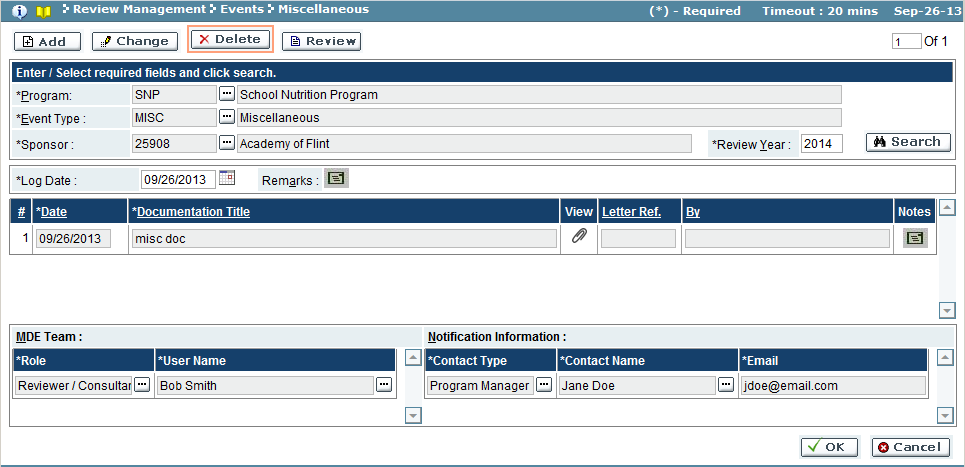 Review Management Events Miscellaneous (*) - Required Timeout : 20 mins Sep-26-13
Add Change Delete Review 1 Of 1
Enter / Select required fields and click search.
*Program: SNP School Nutrition Program
*Event Type : MISC Miscellaneous
*Sponsor : 25908 Academy of Flint *Review Year : 2014 Search
*Log Date : 09/26/2013 Remarks :
# *Date *Documentation Title View Letter Ref. By Notes
1 09/26/2013 misc doc
MDE Team : Notification Information :
*Role *User Name *Contact Type *Contact Name *Email
Reviewer / Consultar Bob Smith Program Manager Jane Doe jdoe@email.com
OK Cancel